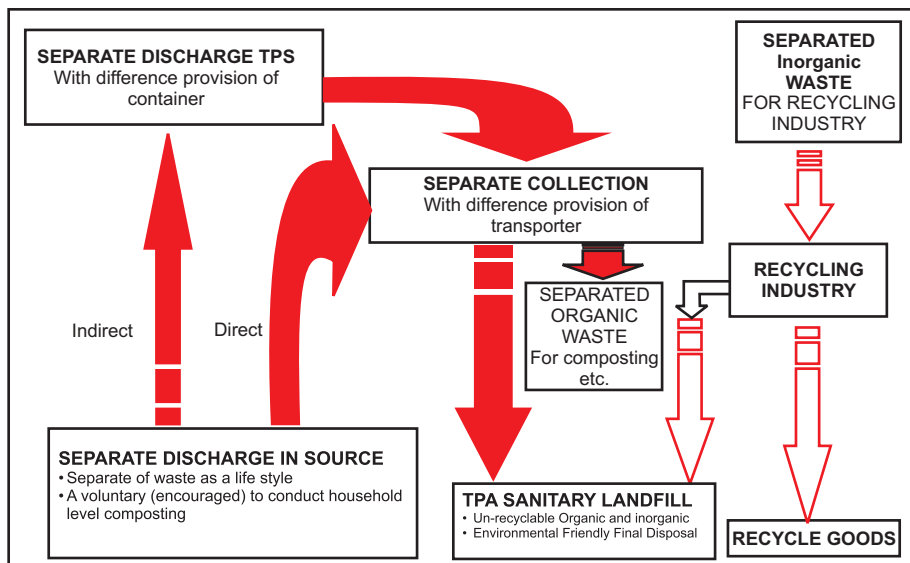 SEPARATE DISCHARGE TPS
With difference provision of
container
SEPARATED
Inorganic
WASTE
FOR RECYCLING
INDUSTRY
SEPARATE COLLECTION
With difference provision of
transporter
RECYCLING
INDUSTRY
SEPARATED
ORGANIC
WASTE
For composting
etc.
Indirect
Direct
SEPARATE DISCHARGE IN SOURCE
• Separate of waste as a life style
• A voluntary (encouraged) to conduct household
level composting
TPA SANITARY LANDFILL
• Un-recyclable Organic and inorganic
• Environmental Friendly Final Disposal
RECYCLE GOODS